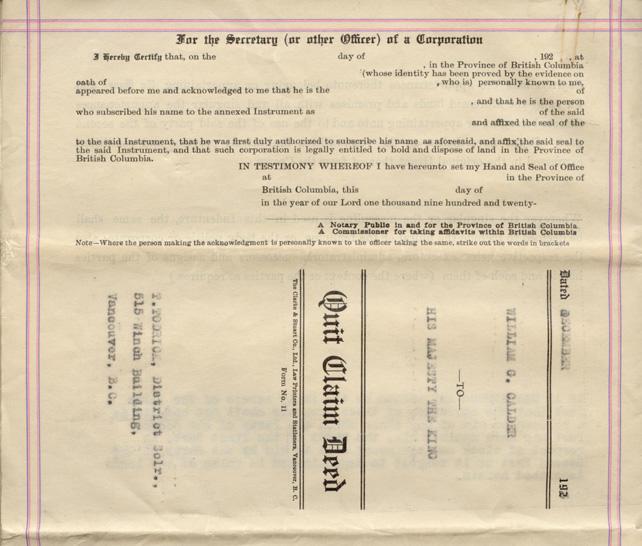 For the Secretary (or other Officer) of a Corporation
I Hereby Certify that, on the day of , 192 , at
, in the Province of British Columbia
(whose identity has been proved by the evidence on
oath of , who is) personally known to me,
appeared before me and acknowledged to me that he is the of
, and that he is the person
who subscribed his name to the annexed Instrument as of the said
and affixed the seal of the
to the said Instrument, that he was first duly authorized to subscribe his name as aforesaid, and affix the said seal to
the said Instrument, and that such corporation is legally entitled to hold and dispose of land in the Province of
British Columbia.
IN TESTIMONY WHEREOF I have hereunto set my Hand and Seal of Office
at in the Province of
British Columbia, this day of
in the year of our Lord one thousand nine hundred and twenty-
A Notary Public in and for the Province of British Columbia
A Commissioner for taking affidavits within British Columbia
Note—Where the person making the acknowledgment is personally known to the officer taking the same, strike out the words in brackets
Dated DECEMBER 192
WILLIAM G. CALDER
—TO—
HIS MAJESTY THE KING
Quit Claim Deed
The Clarke & Stuart Co., Ltd., Law Printers and Stationers, Vancouver, B. C.
Form No. 11
District Solr.,
515 Winch Building,
Vancouver, B.C.